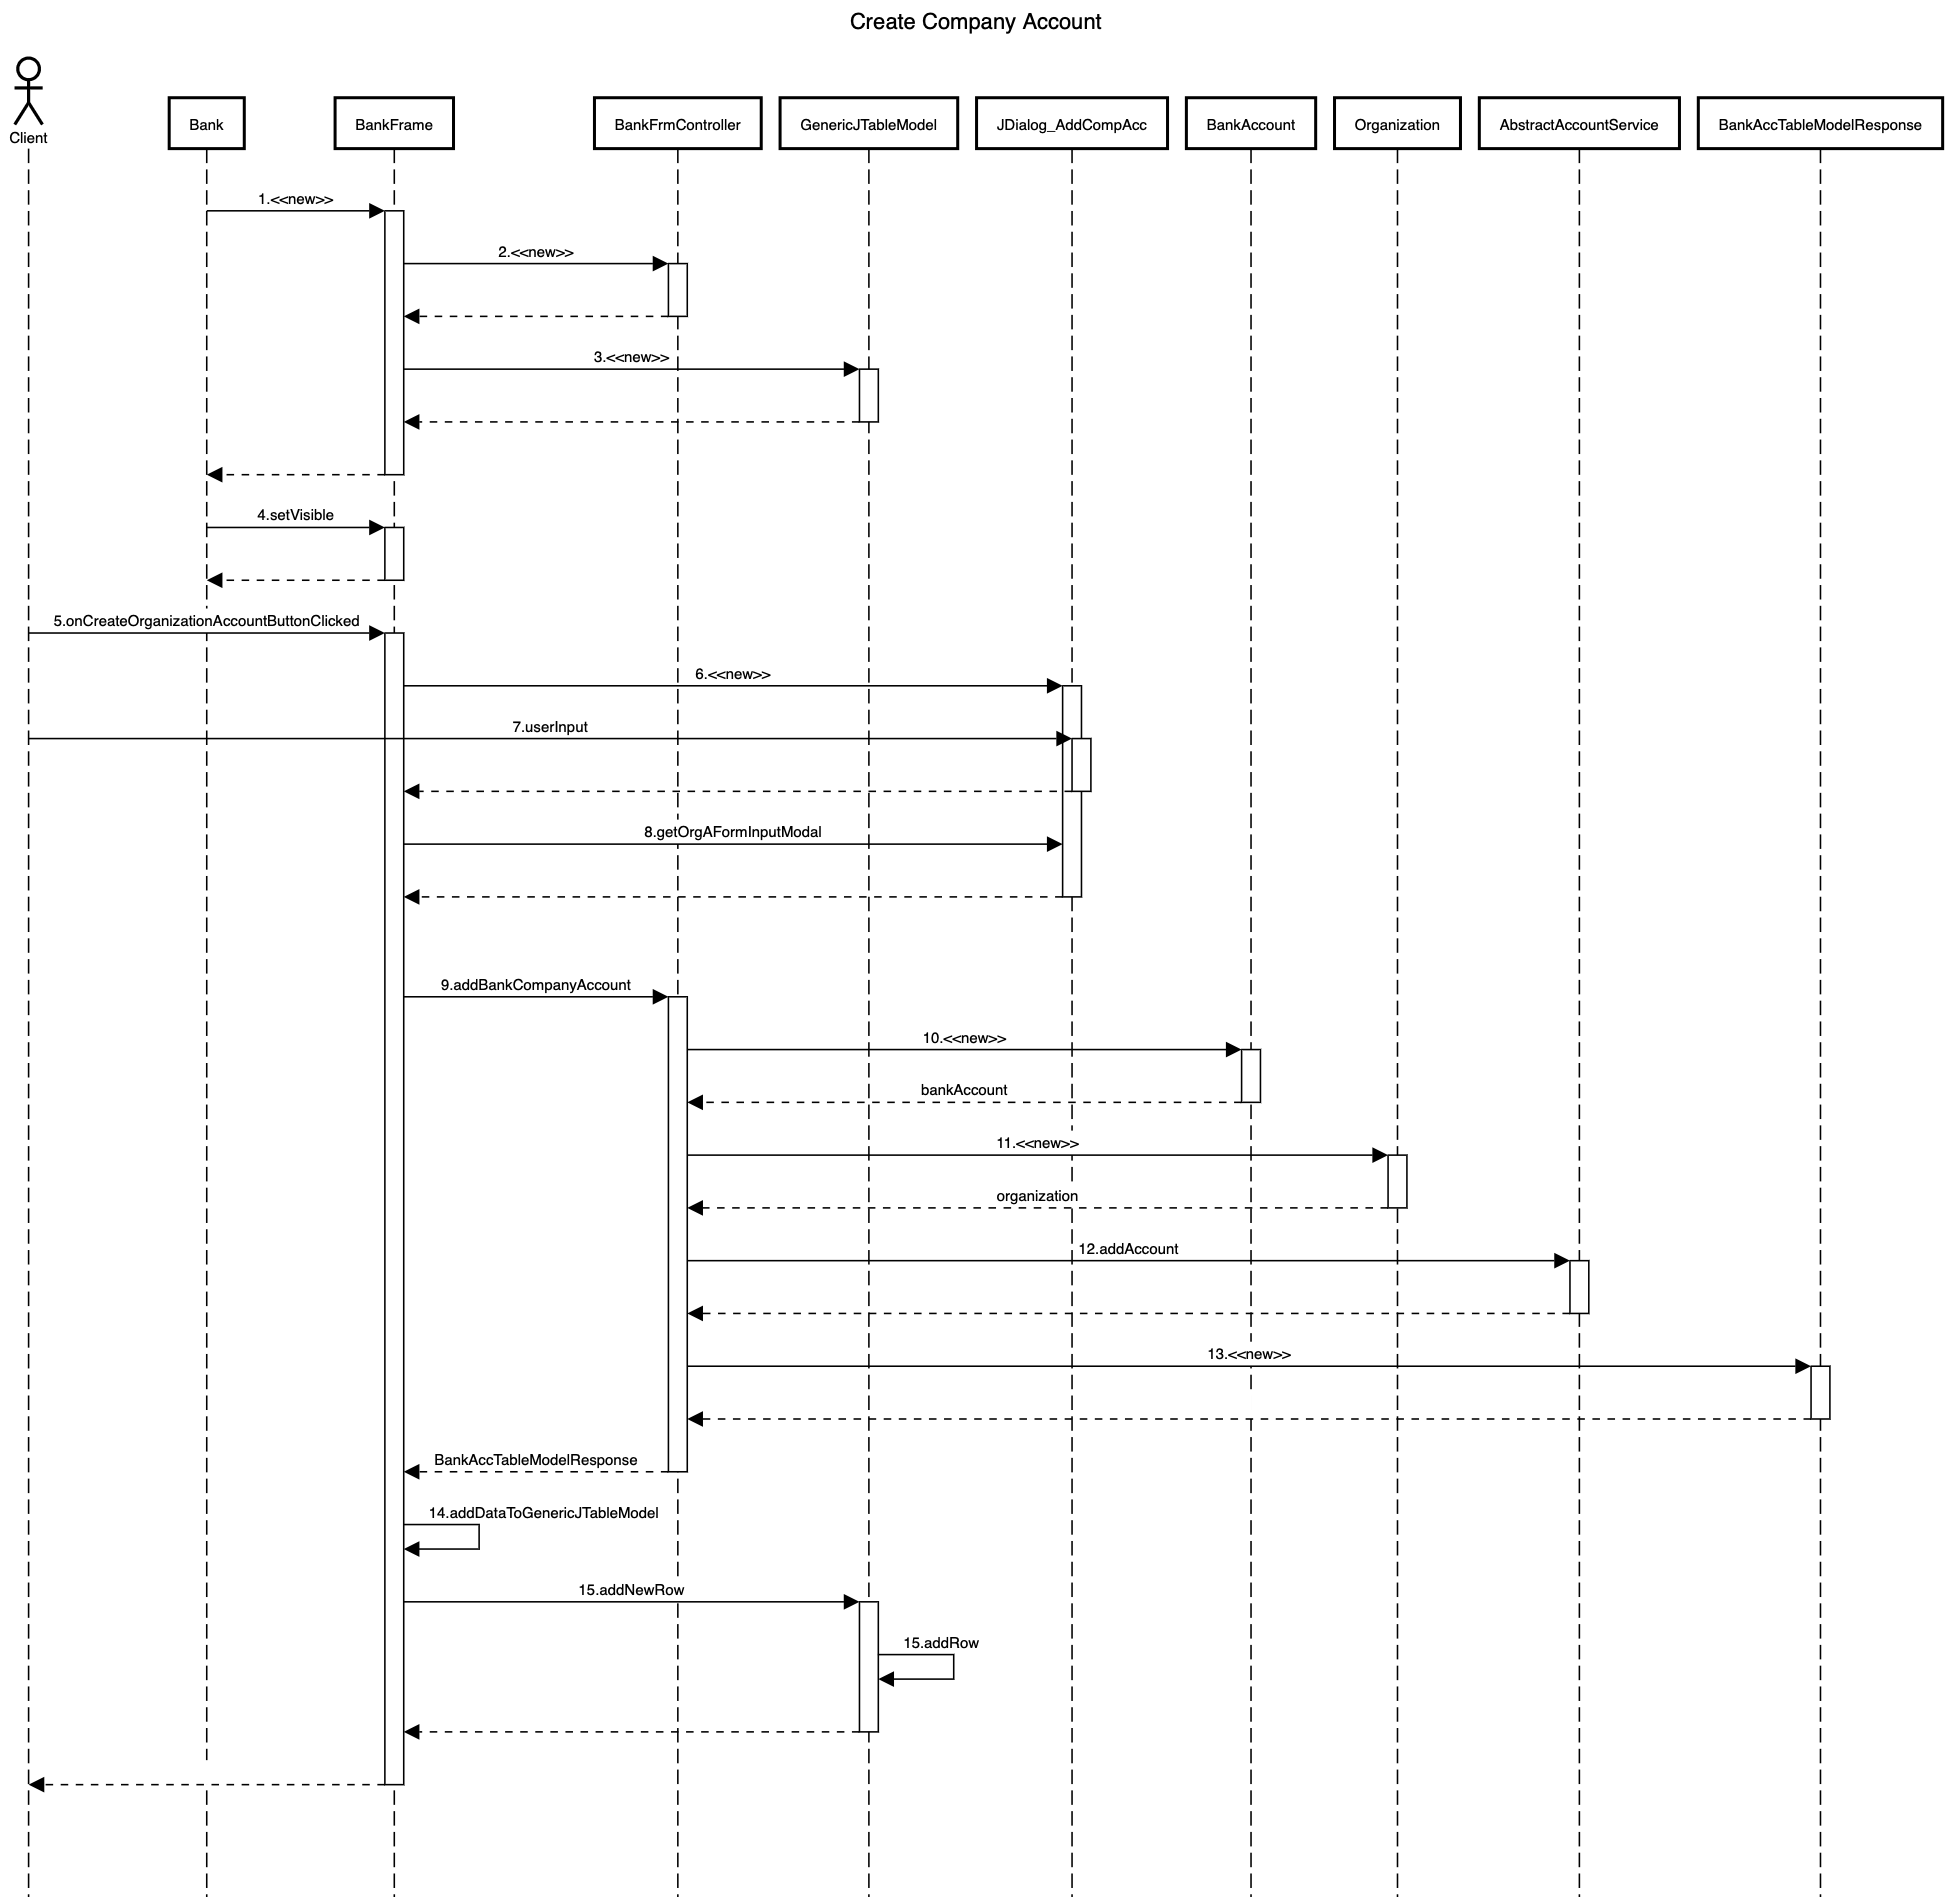 Create Company Account
Client
Bank
BankFrame
BankFrmController
GenericJTableModel
JDialog_AddCompAcc
BankAccount
Organization
AbstractAccountService
BankAccTableModelResponse
1.<<new>>
2.<<new>>
3.<<new>>
4.setVisible
5.onCreateOrganizationAccountButtonClicked
6.<<new>>
7.userInput
8.getOrgAFormInputModal
9.addBankCompanyAccount
10.<<new>>
bankAccount
11.<<new>>
organization
12.addAccount
13.<<new>>
BankAccTableModelResponse
14.addDataToGenericJTableModel
15.addNewRow
15.addRow